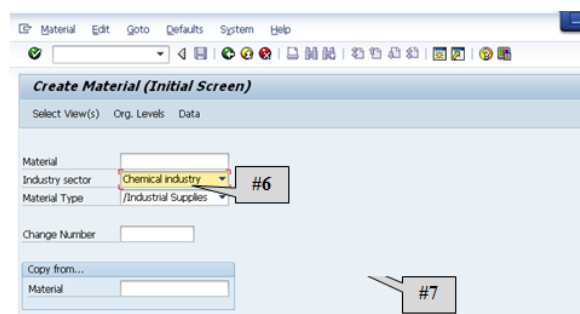 Material Edit Goto Defaults System Help
Create Material (Initial Screen)
Select View(s) Org. Levels Data
Material
Industry sector Chemical industry #6
Material Type /Industrial Supplies
Change Number
Copy from...
Material
#7